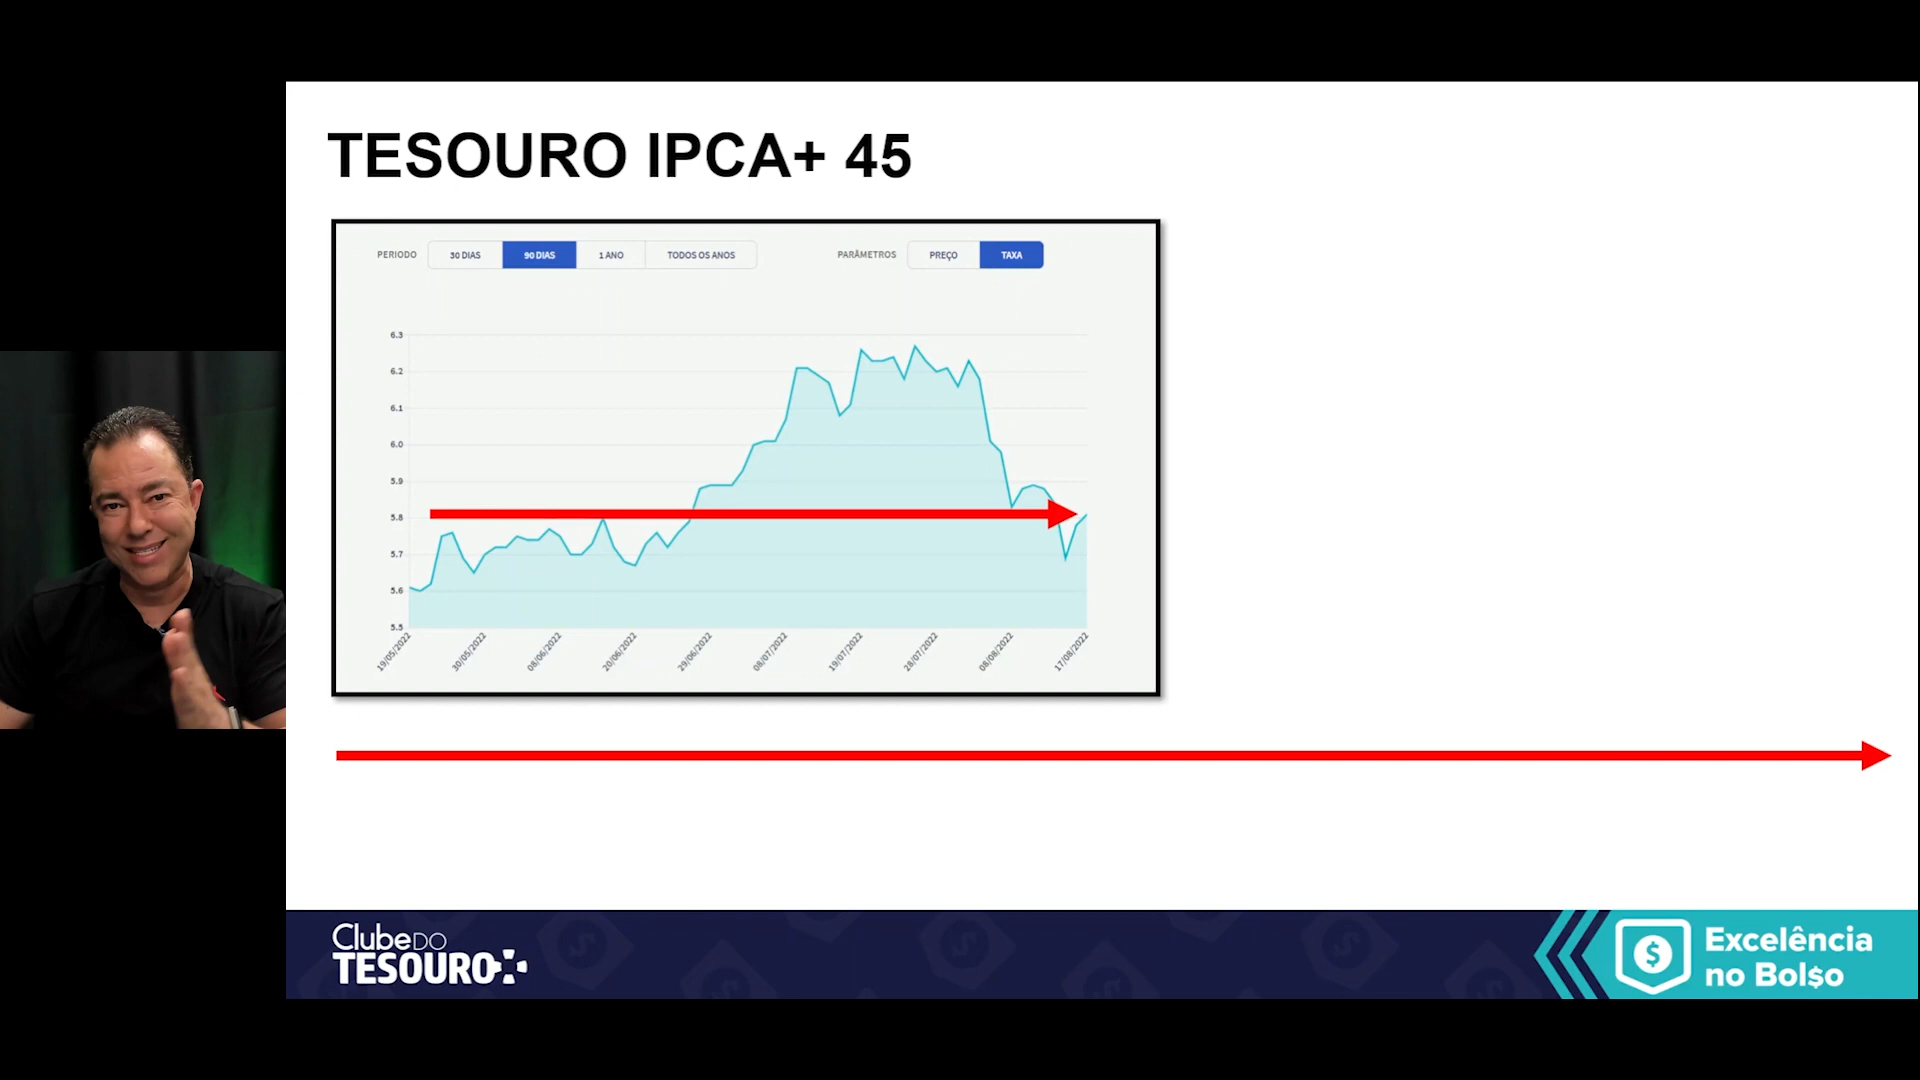 TESOURO IPCA+ 45
PERIODO 30 DIAS 90 DIAS 1 ANO TODOS OS ANOS PARÂMETROS PREÇO TAXA
6.3
6.2
6.1
6.0
5.9
5.8
5.7
5.6
5.5
19/05/2022 30/05/2022 08/06/2022 20/06/2022 29/06/2022 08/07/2022 19/07/2022 28/07/2022 08/08/2022 17/08/2022
Clube DO
TESOURO
$
Excelência
no Bol$o